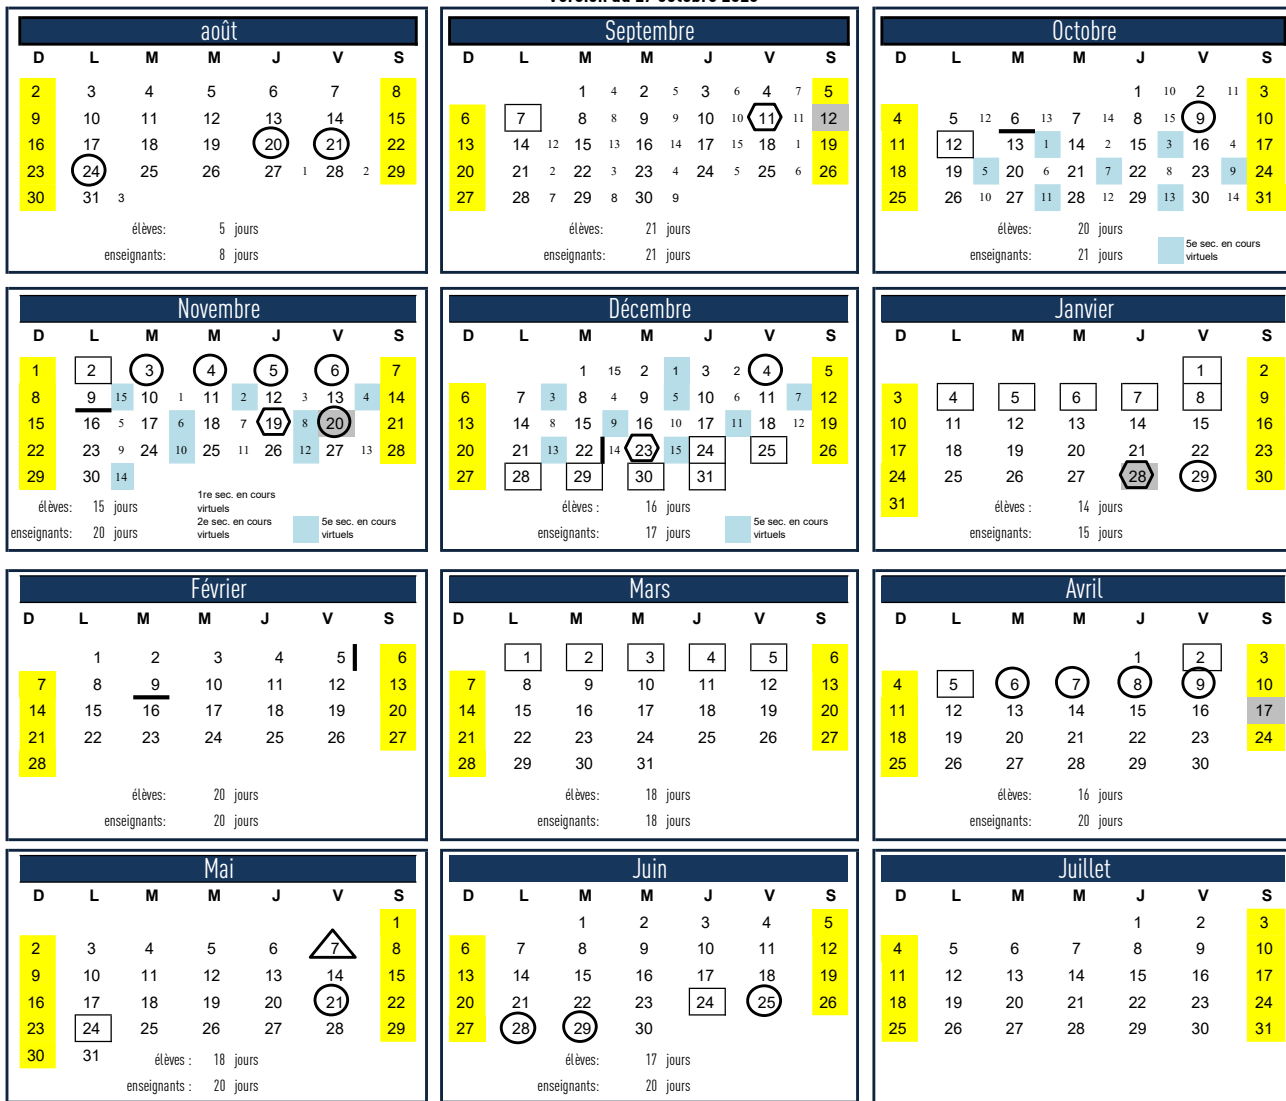 août
D L M M J V S
2 3 4 5 6 7 8
9 10 11 12 13 14 15
16 17 18 19 20 21 22
23 24 25 26 27 1 28 2 29
30 31 3
élèves: 5 jours
enseignants: 8 jours
Septembre
D L M M J V S
1 4 2 5 3 6 4 7 5
6 7 8 8 9 9 10 10 11 11 12
13 14 12 15 13 16 14 17 15 18 1 19
20 21 2 22 3 23 4 24 5 25 6 26
27 28 7 29 8 30 9
élèves: 21 jours
enseignants: 21 jours
Octobre
D L M M J V S
1 10 2 11 3
4 5 12 6 13 7 14 8 15 9 10
11 12 13 1 14 2 15 3 16 4 17
18 19 5 20 6 21 7 22 8 23 9 24
25 26 10 27 11 28 12 29 13 30 14 31
élèves: 20 jours
enseignants: 21 jours
5e sec. en cours
virtuels
Novembre
D L M M J V S
1 2 3 4 5 6 7
8 9 15 10 1 11 2 12 3 13 4 14
15 16 5 17 6 18 7 19 8 20 21
22 23 9 24 10 25 11 26 12 27 13 28
29 30 14
élèves: 15 jours
enseignants: 20 jours
1re sec. en cours
virtuels
2e sec. en cours
virtuels
5e sec. en cours
virtuels
Décembre
D L M M J V S
1 15 2 1 3 2 4 5
6 7 3 8 4 9 5 10 6 11 7 12
13 14 8 15 9 16 10 17 11 18 12 19
20 21 13 22 14 23 15 24 25 26
27 28 29 30 31
élèves : 16 jours
enseignants: 17 jours
5e sec. en cours
virtuels
Janvier
D L M M J V S
1 2
3 4 5 6 7 8 9
10 11 12 13 14 15 16
17 18 19 20 21 22 23
24 25 26 27 28 29 30
31
élèves : 14 jours
enseignants: 15 jours
Février
D L M M J V S
1 2 3 4 5 6
7 8 9 10 11 12 13
14 15 16 17 18 19 20
21 22 23 24 25 26 27
28
élèves: 20 jours
enseignants: 20 jours
Mars
D L M M J V S
1 2 3 4 5 6
7 8 9 10 11 12 13
14 15 16 17 18 19 20
21 22 23 24 25 26 27
28 29 30 31
élèves: 18 jours
enseignants: 18 jours
Avril
D L M M J V S
1 2 3
4 5 6 7 8 9 10
11 12 13 14 15 16 17
18 19 20 21 22 23 24
25 26 27 28 29 30
élèves: 16 jours
enseignants: 20 jours
Mai
D L M M J V S
1
2 3 4 5 6 7 8
9 10 11 12 13 14 15
16 17 18 19 20 21 22
23 24 25 26 27 28 29
30 31
élèves : 18 jours
enseignants : 20 jours
Juin
D L M M J V S
1 2 3 4 5
6 7 8 9 10 11 12
13 14 15 16 17 18 19
20 21 22 23 24 25 26
27 28 29 30
élèves: 17 jours
enseignants: 20 jours
Juillet
D L M M J V S
1 2 3
4 5 6 7 8 9 10
11 12 13 14 15 16 17
18 19 20 21 22 23 24
25 26 27 28 29 30 31